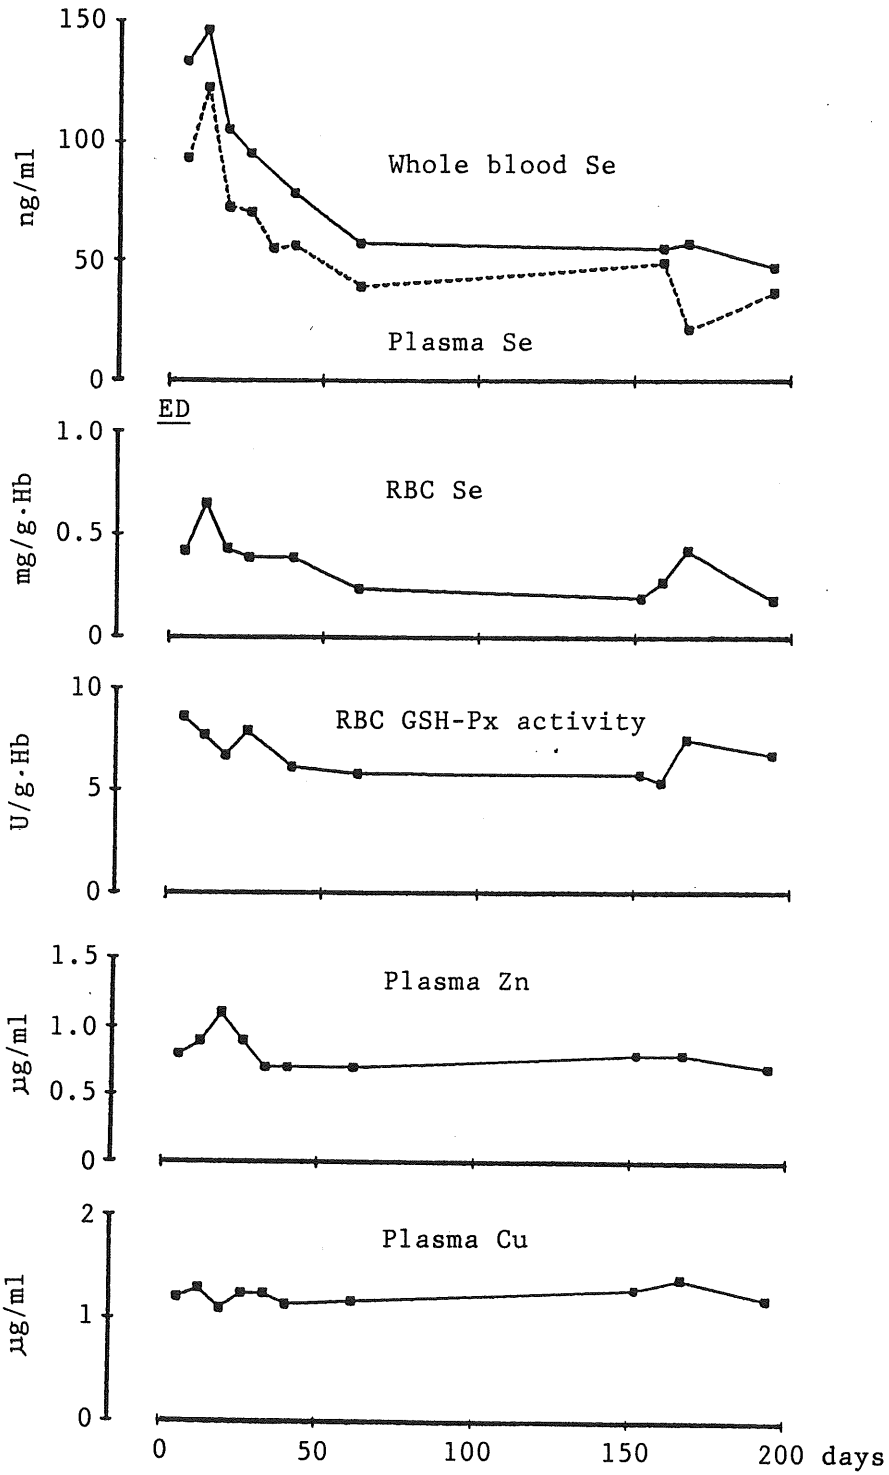 150
100
50
0
ng/ml
Whole blood Se
Plasma Se
ED
1.0
0.5
0
mg/g·Hb
RBC Se
10
5
0
U/g·Hb
RBC GSH-Px activity
1.5
1.0
0.5
0
µg/ml
Plasma Zn
2
1
0
µg/ml
Plasma Cu
0 50 100 150 200 days